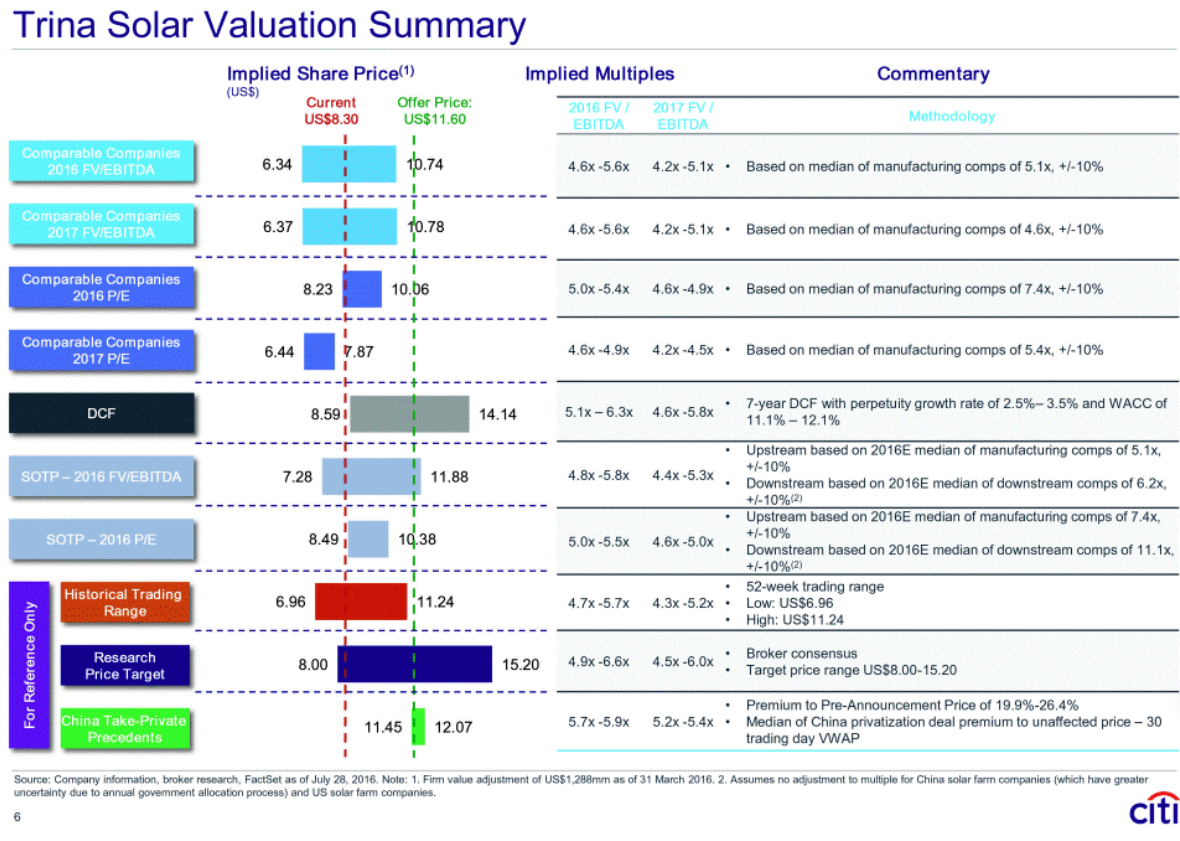 Trina Solar Valuation Summary
Implied Share Price(1)
(US$)
Implied Multiples
Commentary
Current
US$8.30
Offer Price:
US$11.60
2016 FV /
EBITDA
2017 FV /
EBITDA
Methodology
Comparable Companies
2016 FV/EBITDA
6.34
10.74
4.6x -5.6x
4.2x -5.1x
• Based on median of manufacturing comps of 5.1x, +/-10%
Comparable Companies
2017 FV/EBITDA
6.37
10.78
4.6x -5.6x
4.2x -5.1x
• Based on median of manufacturing comps of 4.6x, +/-10%
Comparable Companies
2016 P/E
8.23
10.06
5.0x -5.4x
4.6x -4.9x
• Based on median of manufacturing comps of 7.4x, +/-10%
Comparable Companies
2017 P/E
6.44
7.87
4.6x -4.9x
4.2x -4.5x
• Based on median of manufacturing comps of 5.4x, +/-10%
DCF
8.59
14.14
5.1x – 6.3x
4.6x -5.8x
• 7-year DCF with perpetuity growth rate of 2.5%– 3.5% and WACC of
11.1% – 12.1%
SOTP – 2016 FV/EBITDA
7.28
11.88
4.8x -5.8x
4.4x -5.3x
• Upstream based on 2016E median of manufacturing comps of 5.1x,
+/-10%
• Downstream based on 2016E median of downstream comps of 6.2x,
+/-10%(2)
SOTP – 2016 P/E
8.49
10.38
5.0x -5.5x
4.6x -5.0x
• Upstream based on 2016E median of manufacturing comps of 7.4x,
+/-10%
• Downstream based on 2016E median of downstream comps of 11.1x,
+/-10%(2)
For Reference Only
Historical Trading
Range
6.96
11.24
4.7x -5.7x
4.3x -5.2x
• 52-week trading range
• Low: US$6.96
• High: US$11.24
Research
Price Target
8.00
15.20
4.9x -6.6x
4.5x -6.0x
• Broker consensus
• Target price range US$8.00-15.20
China Take-Private
Precedents
11.45
12.07
5.7x -5.9x
5.2x -5.4x
• Premium to Pre-Announcement Price of 19.9%-26.4%
• Median of China privatization deal premium to unaffected price – 30
trading day VWAP
Source: Company information, broker research, FactSet as of July 28, 2016. Note: 1. Firm value adjustment of US$1,288mm as of 31 March 2016. 2. Assumes no adjustment to multiple for China solar farm companies (which have greater
uncertainty due to annual government allocation process) and US solar farm companies.
6
citi